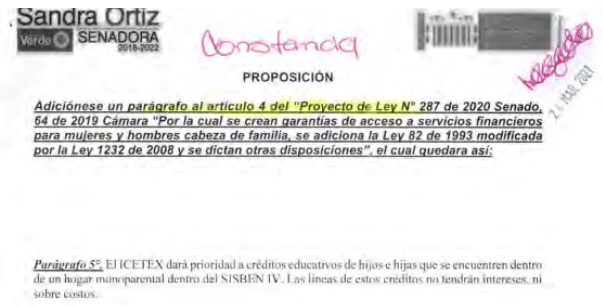 Sandra Ortiz
Verde SENADORA
2018-2022
Constancia
PROPOSICIÓN
Adiciónese un parágrafo al artículo 4 del "Proyecto de Ley N° 287 de 2020 Senado,
64 de 2019 Cámara "Por la cual se crean garantías de acceso a servicios financieros
para mujeres y hombres cabeza de familia, se adiciona la Ley 82 de 1993 modificada
por la Ley 1232 de 2008 y se dictan otras disposiciones", el cual quedara así:
Parágrafo 5°. El ICETEX dará prioridad a créditos educativos de hijos e hijas que se encuentren dentro
de un hogar monoparental dentro del SISBEN IV. Las líneas de estos créditos no tendrán intereses, ni
sobre costos.